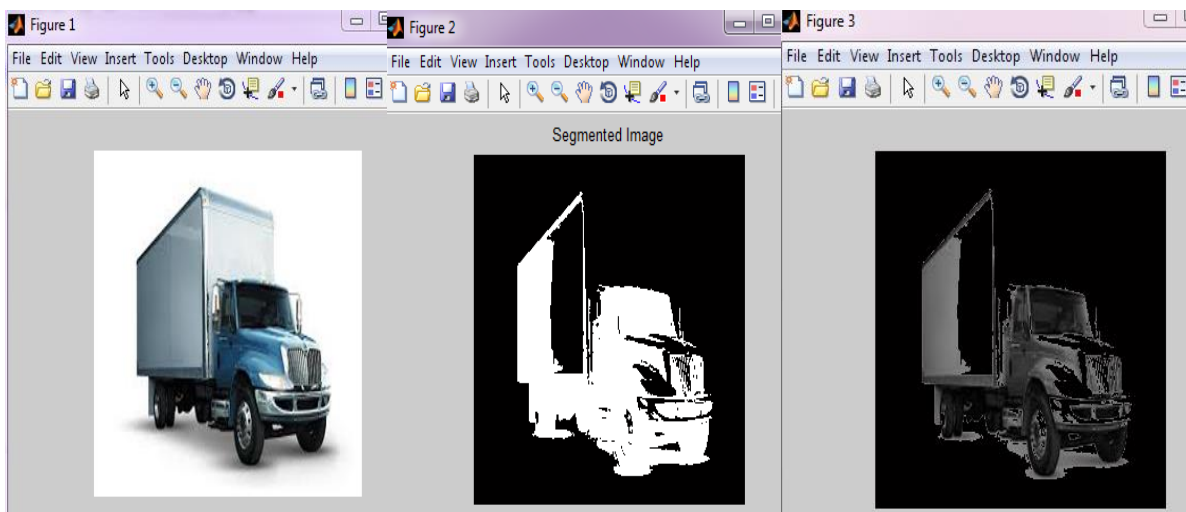 Figure 1
File Edit View Insert Tools Desktop Window Help
Figure 2
File Edit View Insert Tools Desktop Window Help
Segmented Image
Figure 3
File Edit View Insert Tools Desktop Window Help